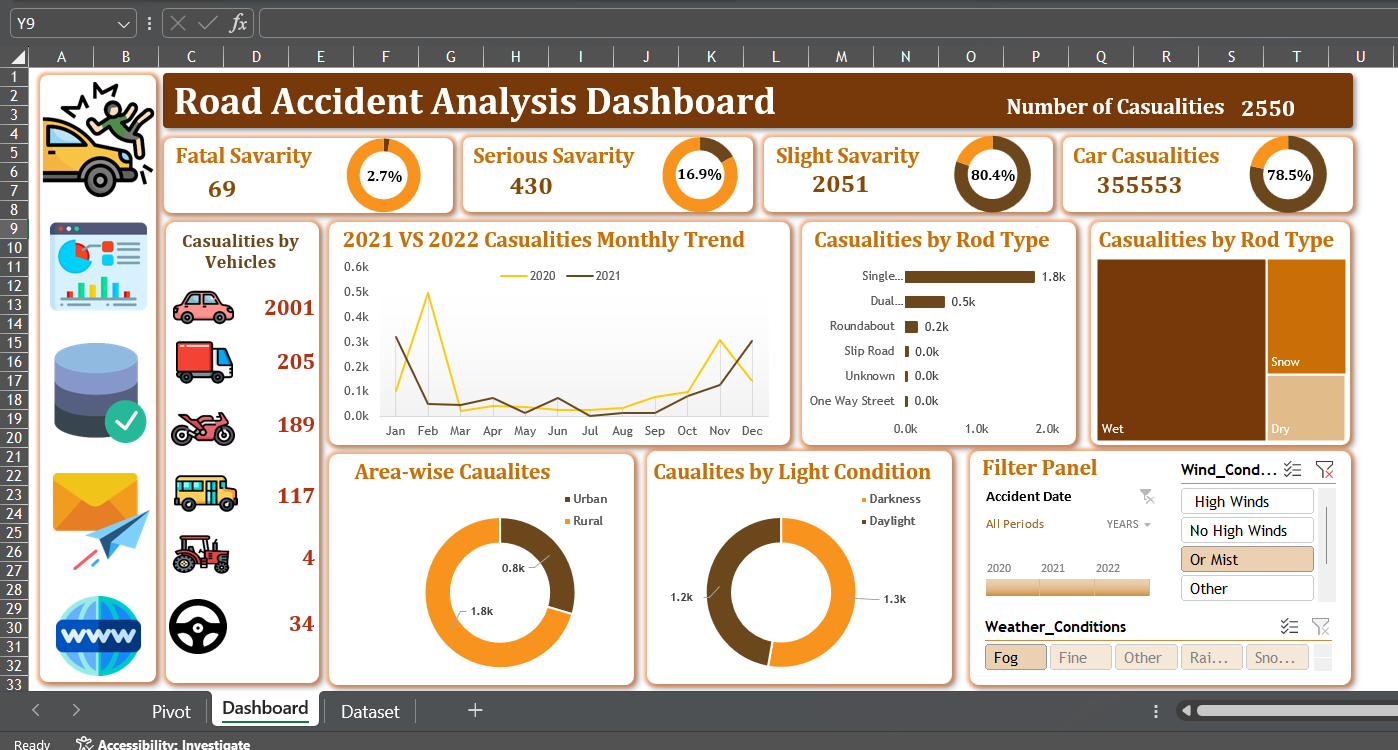 Y9
fx
A B C D E F G H I J K L M N O P Q R S T U
1
2
3
4
5
6
7
8
9
10
11
12
13
14
15
16
17
18
19
20
21
22
23
24
25
26
27
28
29
30
31
32
33
Road Accident Analysis Dashboard
Number of Casualities 2550
Fatal Savarity
69
2.7%
Serious Savarity
430
16.9%
Slight Savarity
2051
80.4%
Car Casualities
355553
78.5%
www
Casualities by
Vehicles
2001
205
189
117
4
34
2021 VS 2022 Casualities Monthly Trend
2020 2021
0.6k
0.5k
0.4k
0.3k
0.2k
0.1k
0.0k
Jan Feb Mar Apr May Jun Jul Aug Sep Oct Nov Dec
Casualities by Rod Type
Single... 1.8k
Dual... 0.5k
Roundabout 0.2k
Slip Road 0.0k
Unknown 0.0k
One Way Street 0.0k
0.0k 1.0k 2.0k
Casualities by Rod Type
Wet
Snow
Dry
Area-wise Caualites
Urban
Rural
0.8k
1.8k
Caualites by Light Condition
Darkness
Daylight
1.2k
1.3k
Filter Panel
Accident Date
All Periods YEARS
2020 2021 2022
Wind_Cond...
High Winds
No High Winds
Or Mist
Other
Weather_Conditions
Fog Fine Other Rai... Sno...
Pivot Dashboard Dataset +
Ready Accessibility: Investigate